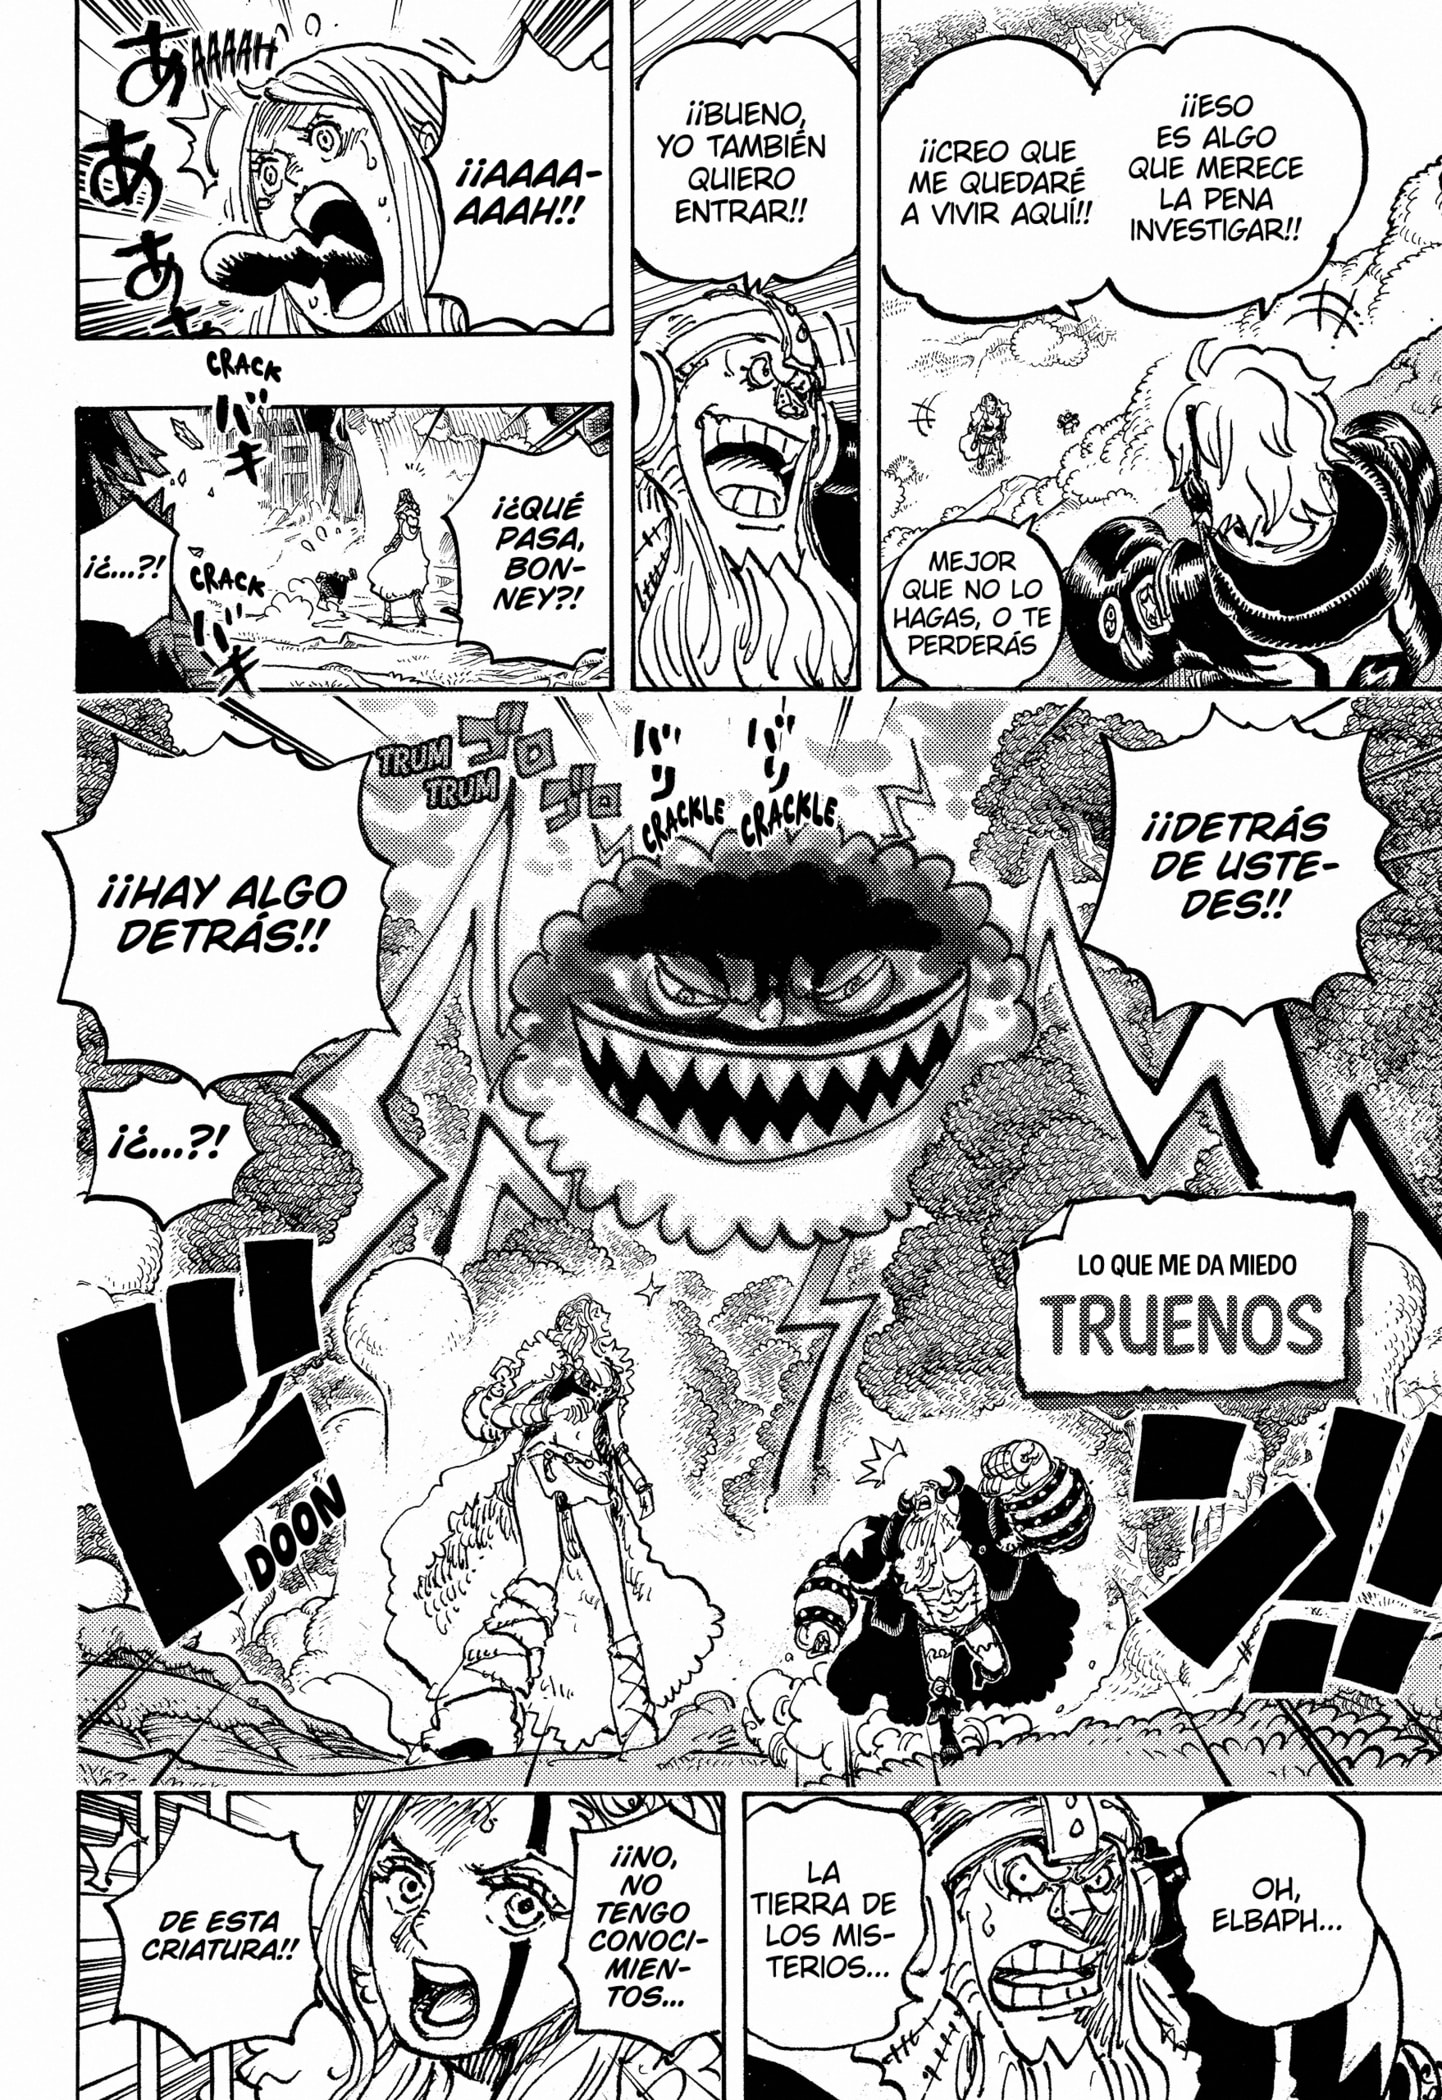 ¡¡ESO
ES ALGO
QUE MERECE
LA PENA
INVESTIGAR!!
¡¡CREO QUE
ME QUEDARÉ
A VIVIR AQUÍ!!
MEJOR
QUE NO LO
HAGAS, O TE
PERDERÁS
¡¡BUENO,
YO TAMBIÉN
QUIERO
ENTRAR!!
¡¡AAAA-
AAAH!!
あ
あ
あ
あ
AAAAH
CRACK
バキ
¡¿QUÉ
PASA,
BON-
NEY?!
CRACK
バキ
¡¿...?!
¡¡DETRÁS
DE USTE-
DES!!
バリ
CRACKLE
バリ
CRACKLE
ゴロ
ゴロ
TRUM
TRUM
¡¡HAY ALGO
DETRÁS!!
¡¿...?!
LO QUE ME DA MIEDO
TRUENOS
ドン!!
DOON
OH,
ELBAPH...
LA
TIERRA DE
LOS MIS-
TERIOS...
¡¡NO,
NO
TENGO
CONOCI-
MIEN-
TOS...
DE ESTA
CRIATURA!!